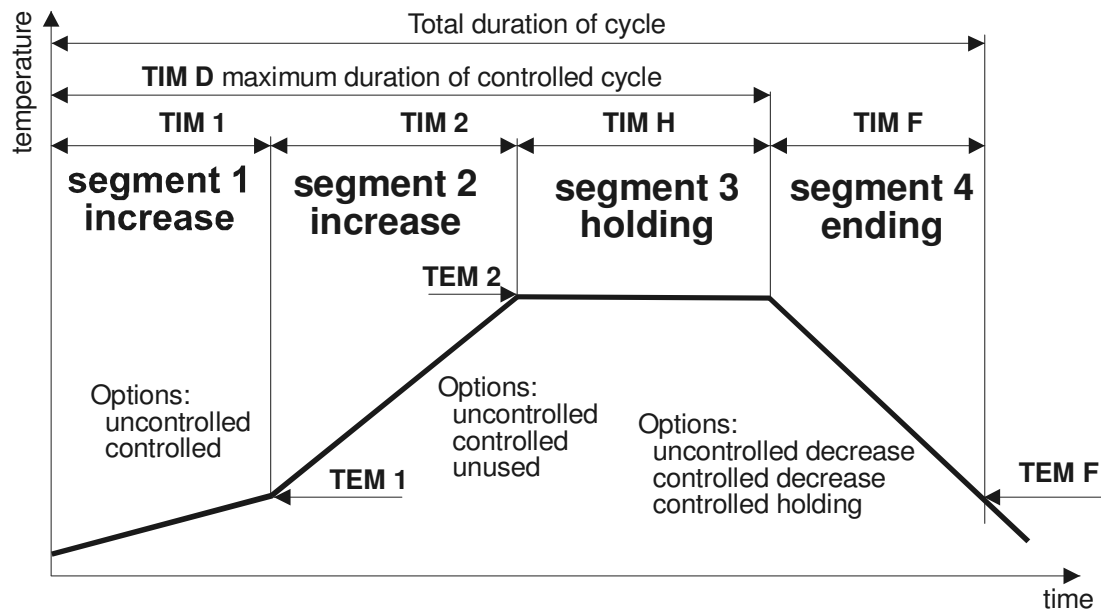 Total duration of cycle
temperature
TIM D maximum duration of controlled cycle
TIM 1
TIM 2
TIM H
TIM F
segment 1
increase
segment 2
increase
segment 3
holding
segment 4
ending
TEM 2
Options:
uncontrolled
controlled
Options:
uncontrolled
controlled
unused
Options:
uncontrolled decrease
controlled decrease
controlled holding
TEM 1
TEM F
time